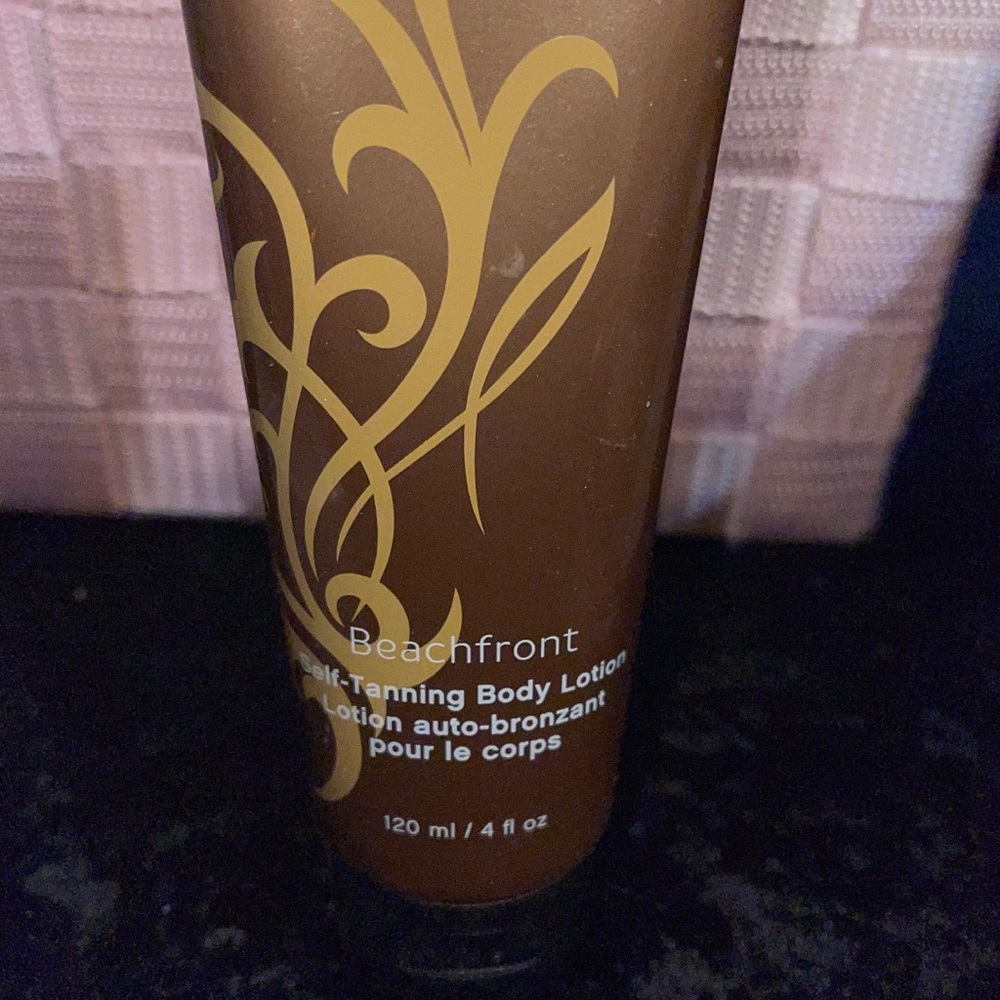 Beachfront
Self-Tanning Body Lotion
Lotion auto-bronzant
pour le corps
120 ml / 4 fl oz